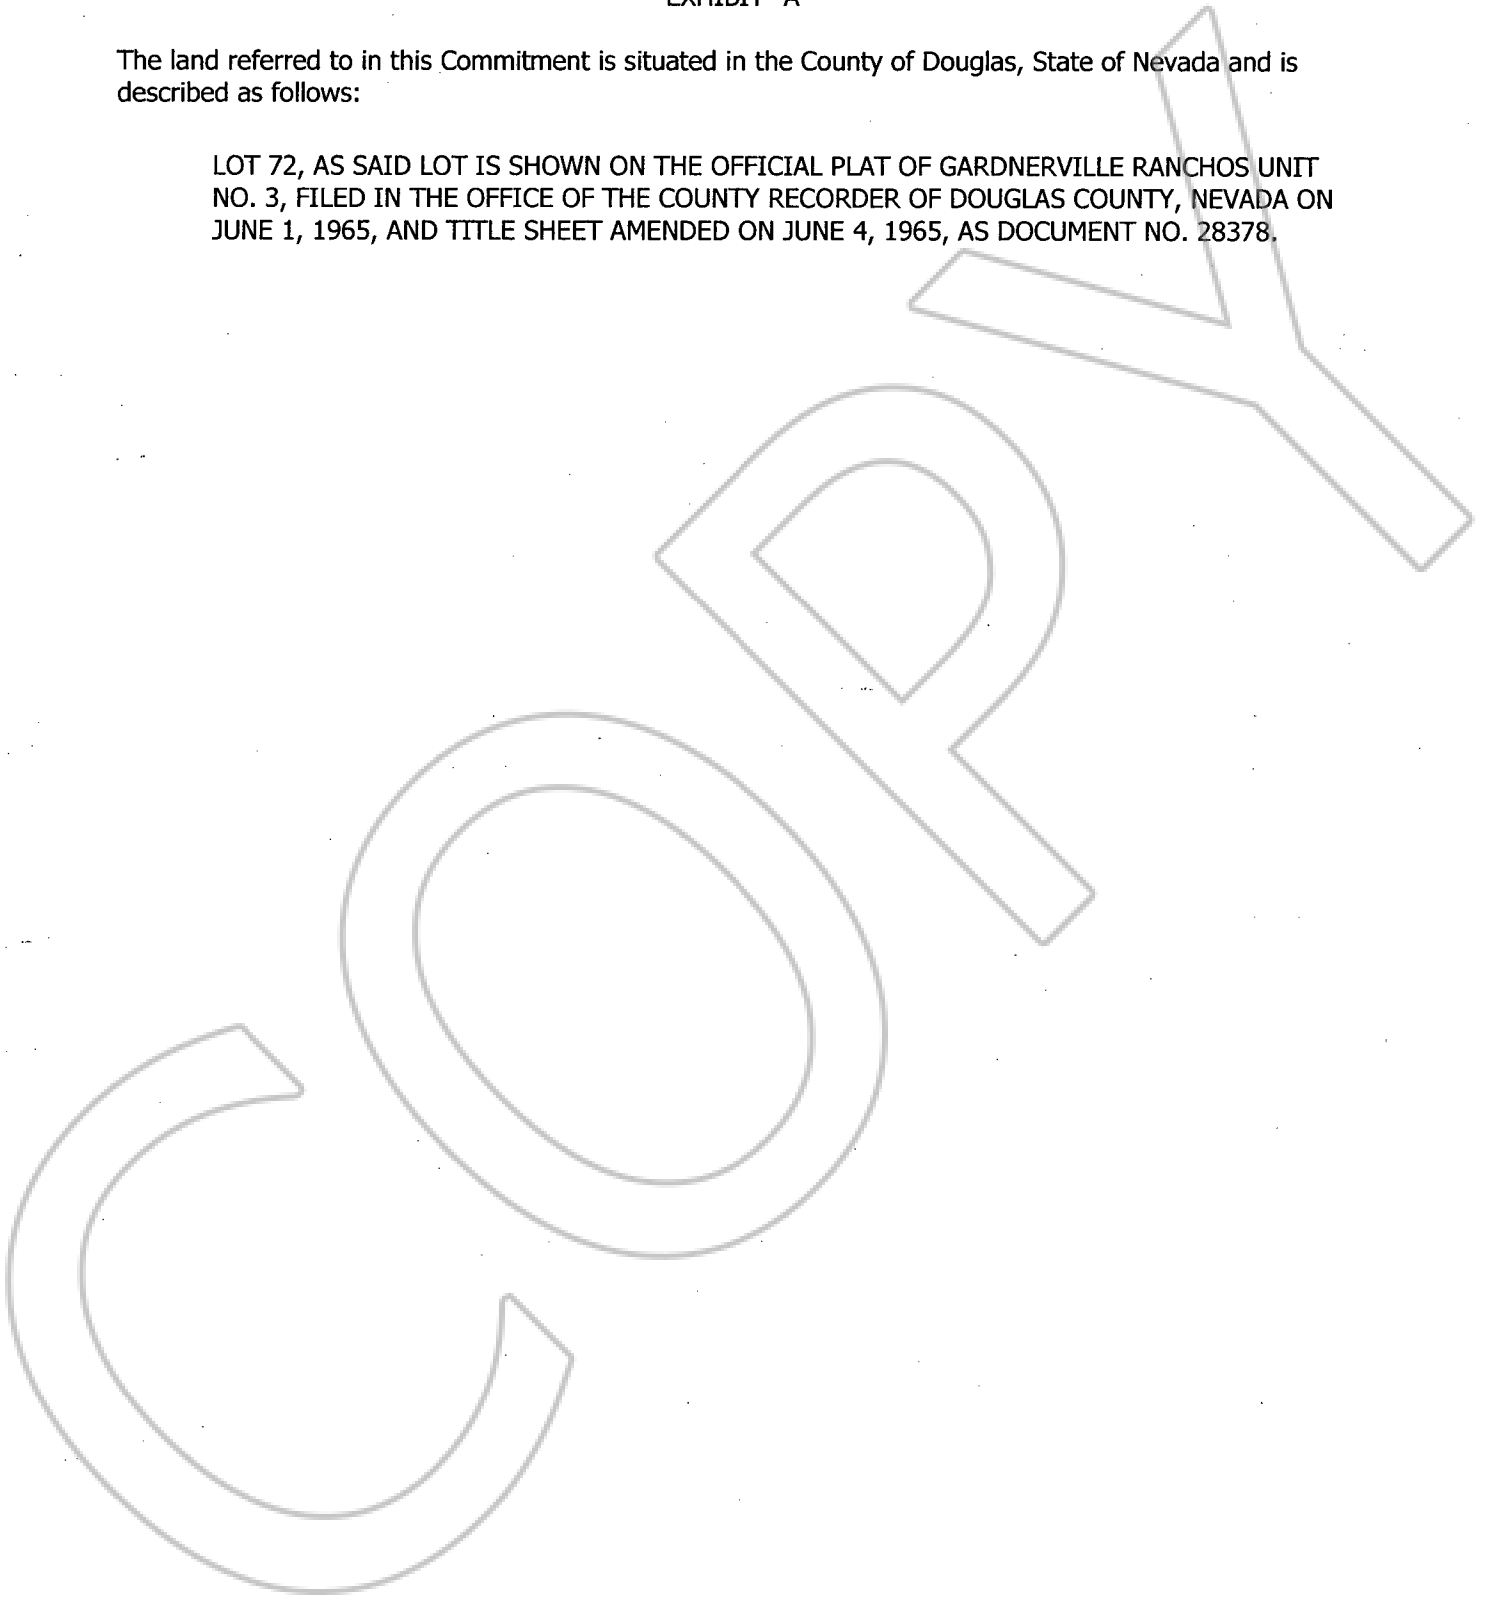 EXHIBIT "A"
The land referred to in this Commitment is situated in the County of Douglas, State of Nevada and is
described as follows:
LOT 72, AS SAID LOT IS SHOWN ON THE OFFICIAL PLAT OF GARDNERVILLE RANCHOS UNIT
NO. 3, FILED IN THE OFFICE OF THE COUNTY RECORDER OF DOUGLAS COUNTY, NEVADA ON
JUNE 1, 1965, AND TITLE SHEET AMENDED ON JUNE 4, 1965, AS DOCUMENT NO. 28378.
COPY